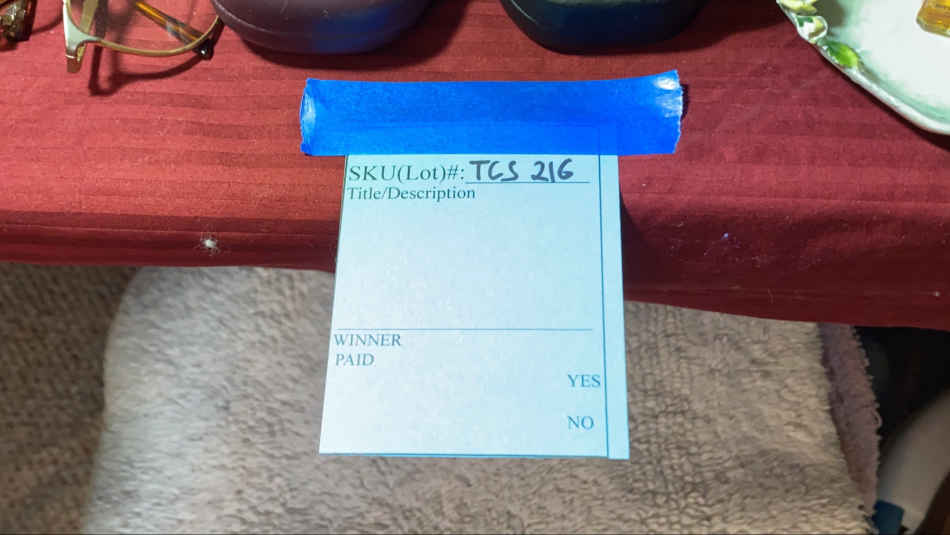 SKU(Lot)#: TCS 216
Title/Description
WINNER
PAID
YES
NO